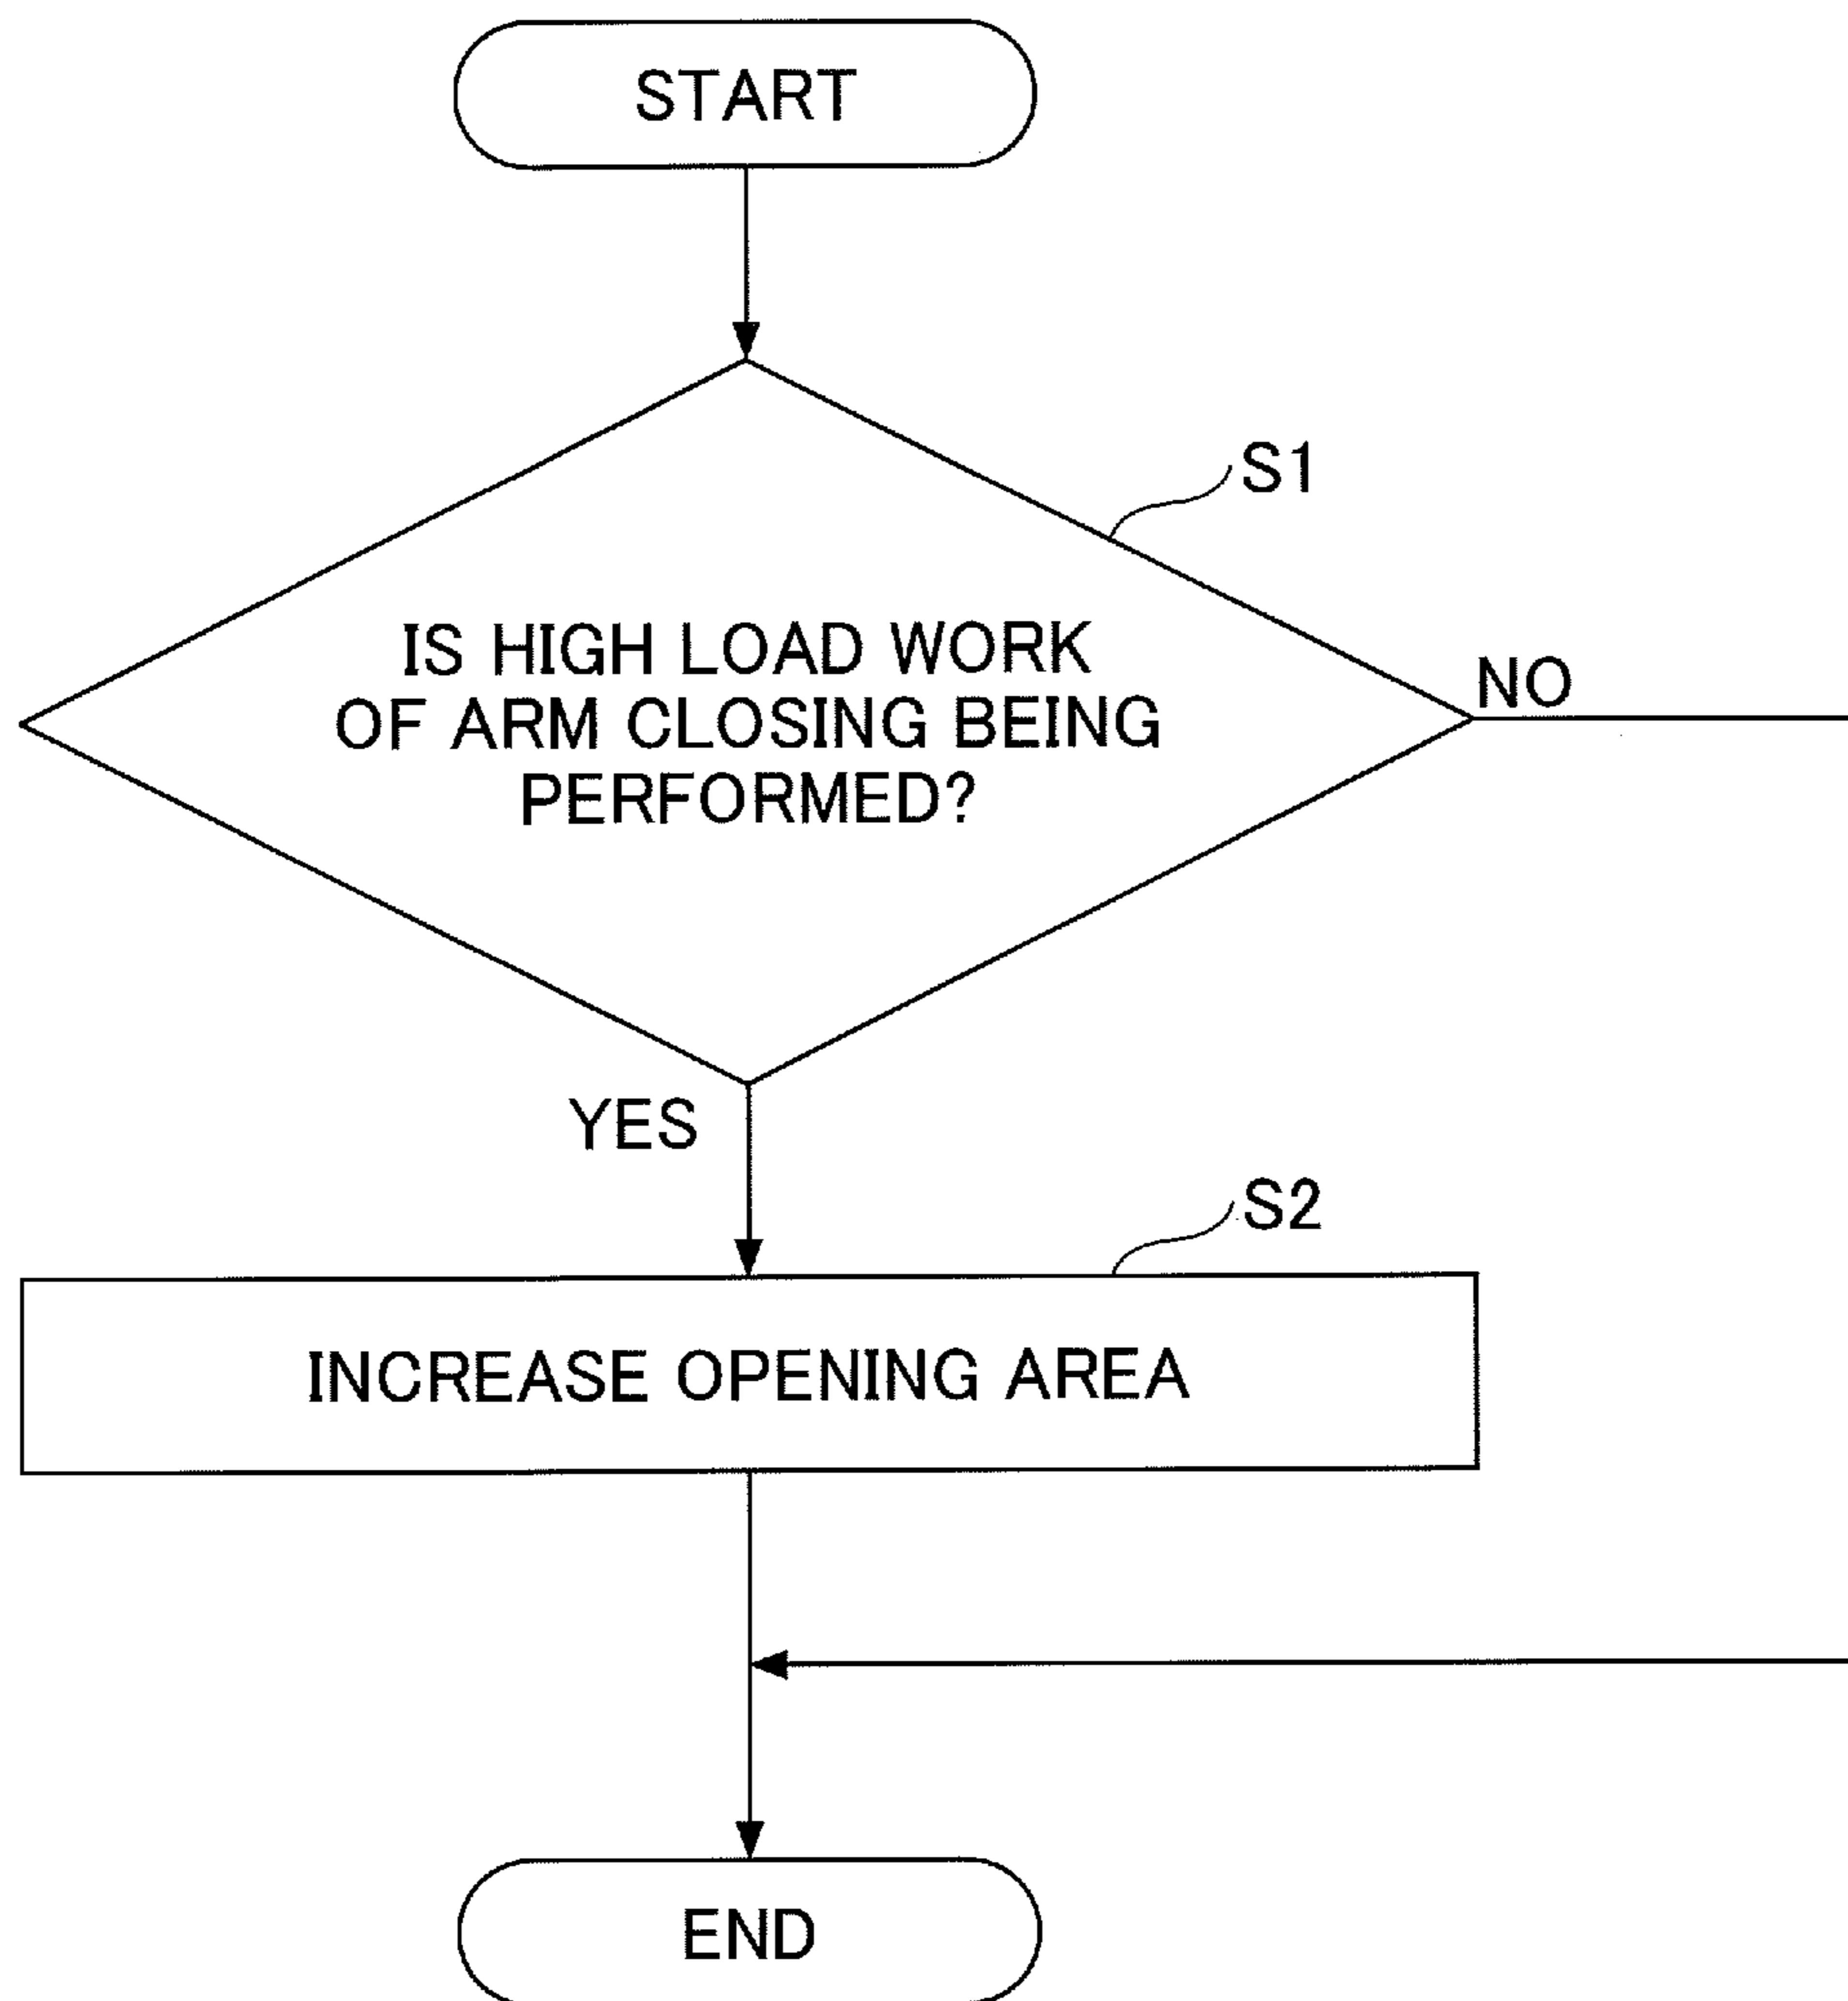 START
S1
IS HIGH LOAD WORK
OF ARM CLOSING BEING
PERFORMED?
NO
YES
S2
INCREASE OPENING AREA
END